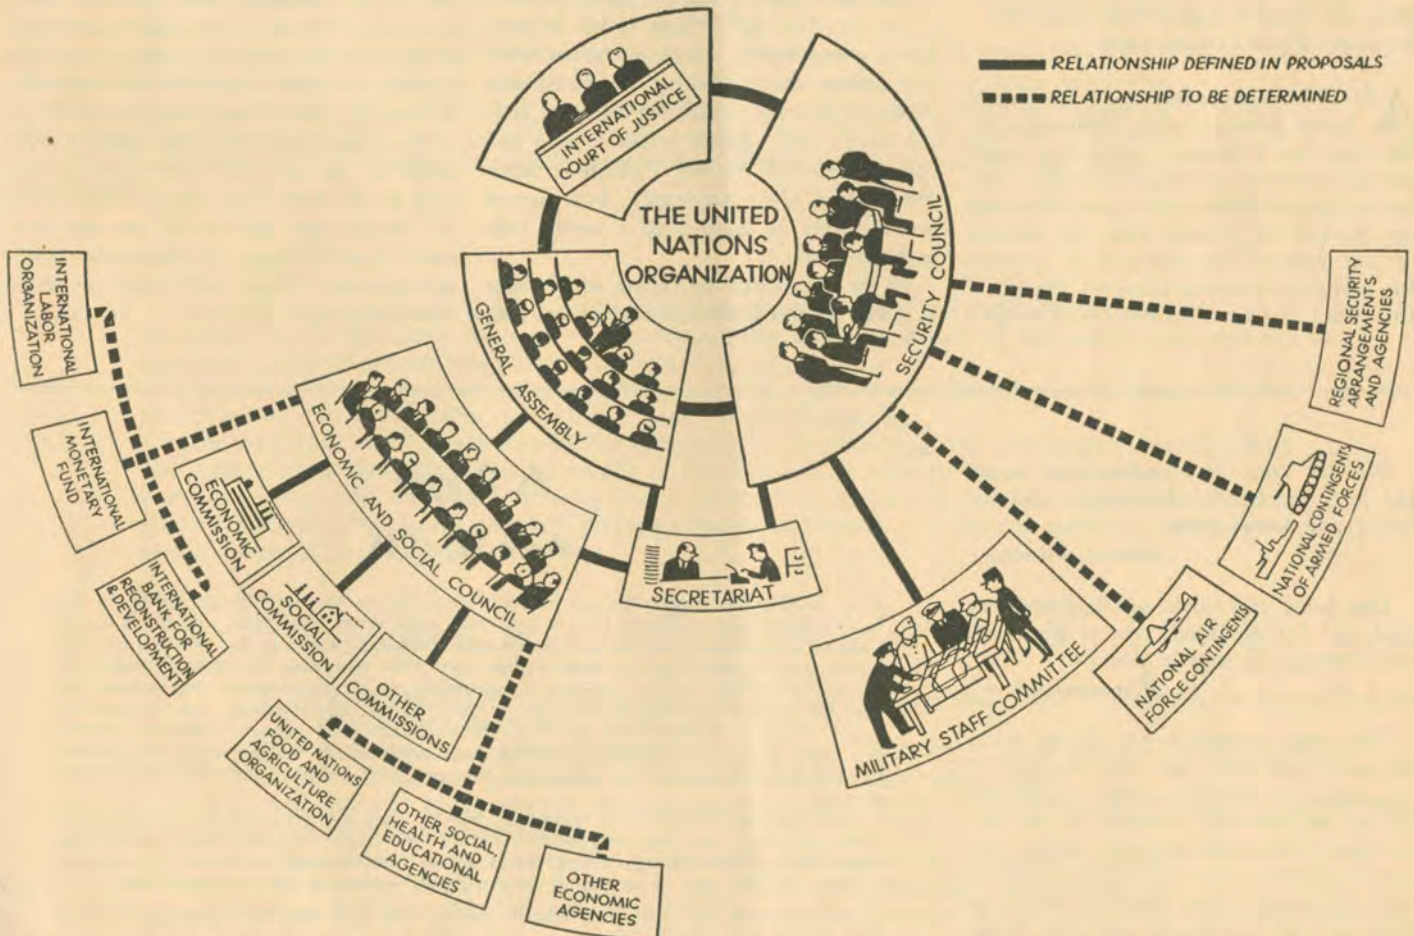 RELATIONSHIP DEFINED IN PROPOSALS
RELATIONSHIP TO BE DETERMINED
INTERNATIONAL
COURT OF JUSTICE
THE UNITED
NATIONS
ORGANIZATION
SECURITY COUNCIL
GENERAL ASSEMBLY
SECRETARIAT
ECONOMIC AND SOCIAL COUNCIL
INTERNATIONAL
LABOR
ORGANIZATION
INTERNATIONAL
MONETARY
FUND
INTERNATIONAL
BANK FOR
RECONSTRUCTION
& DEVELOPMENT
ECONOMIC
COMMISSION
SOCIAL
COMMISSION
OTHER
COMMISSIONS
UNITED NATIONS
FOOD AND
AGRICULTURE
ORGANIZATION
OTHER SOCIAL,
HEALTH AND
EDUCATIONAL
AGENCIES
OTHER
ECONOMIC
AGENCIES
MILITARY STAFF COMMITTEE
NATIONAL AIR
FORCE CONTINGENTS
NATIONAL CONTINGENTS
OF ARMED FORCES
REGIONAL SECURITY
ARRANGEMENTS
AND AGENCIES